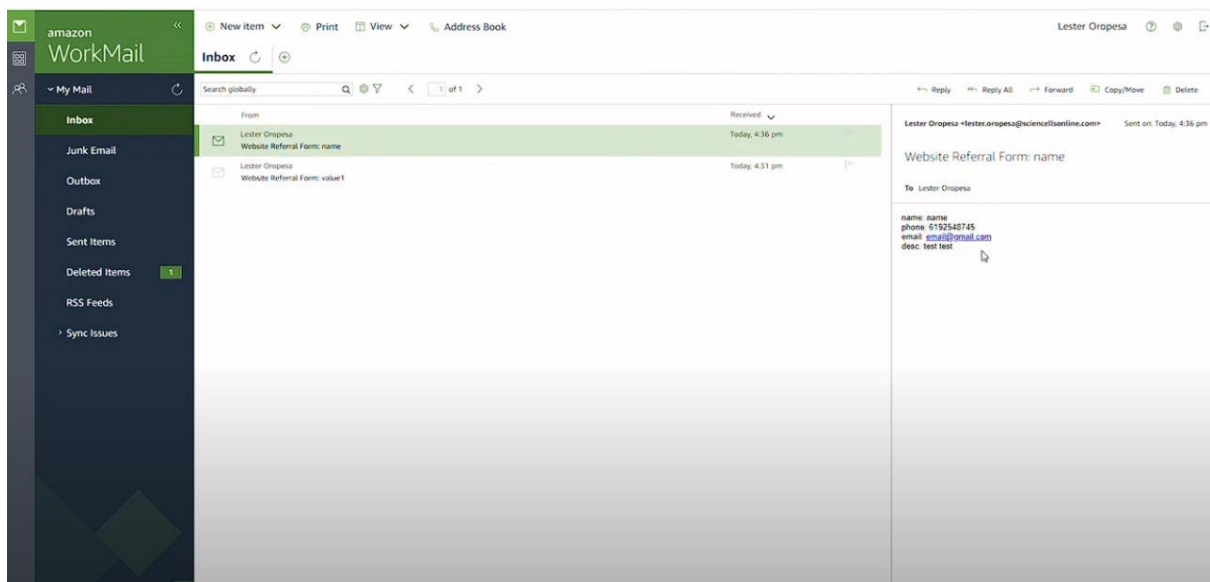 amazon
WorkMail
New item
Print
View
Address Book
Lester Oropesa
Inbox
My Mail
Search globally
1 of 1
Reply
Reply All
Forward
Copy/Move
Delete
Inbox
Junk Email
Outbox
Drafts
Sent Items
Deleted Items 1
RSS Feeds
Sync Issues
From Received
Lester Oropesa Today, 4:36 pm
Website Referral Form: name
Lester Oropesa Today, 4:31 pm
Website Referral Form: value1
Lester Oropesa <lester.oropesa@sciencellsonline.com> Sent on: Today, 4:36 pm
Website Referral Form: name
To Lester Oropesa
name: name
phone: 6192548745
email: email@gmail.com
desc: test test